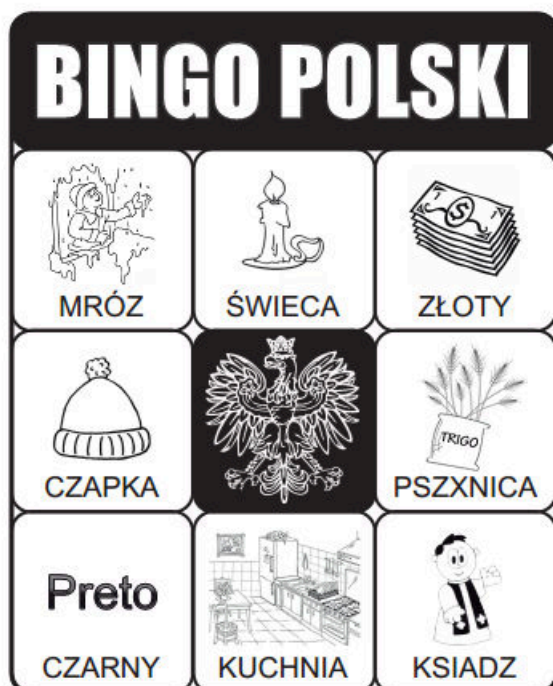 BINGO POLSKI
MRÓZ
ŚWIECA
$
ZŁOTY
CZAPKA
TRIGO
PSZXNICA
Preto
CZARNY
KUCHNIA
KSIADZ